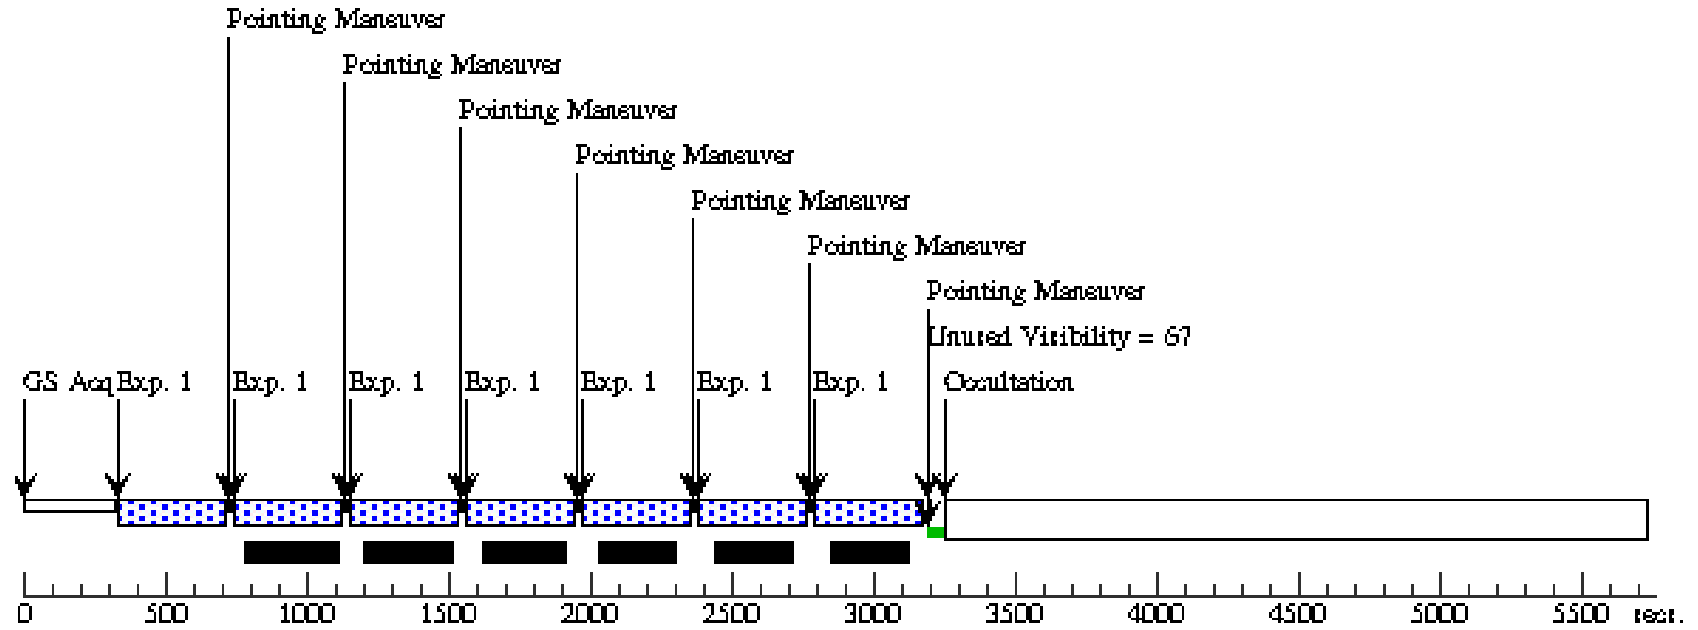 Pointing Maneuver
Pointing Maneuver
Pointing Maneuver
Pointing Maneuver
Pointing Maneuver
Pointing Maneuver
Pointing Maneuver
Unused Visibility = 67
GS Acq Exp. 1 Exp. 1 Exp. 1 Exp. 1 Exp. 1 Exp. 1 Exp. 1 Occultation
0 500 1000 1500 2000 2500 3000 3500 4000 4500 5000 5500 secs.